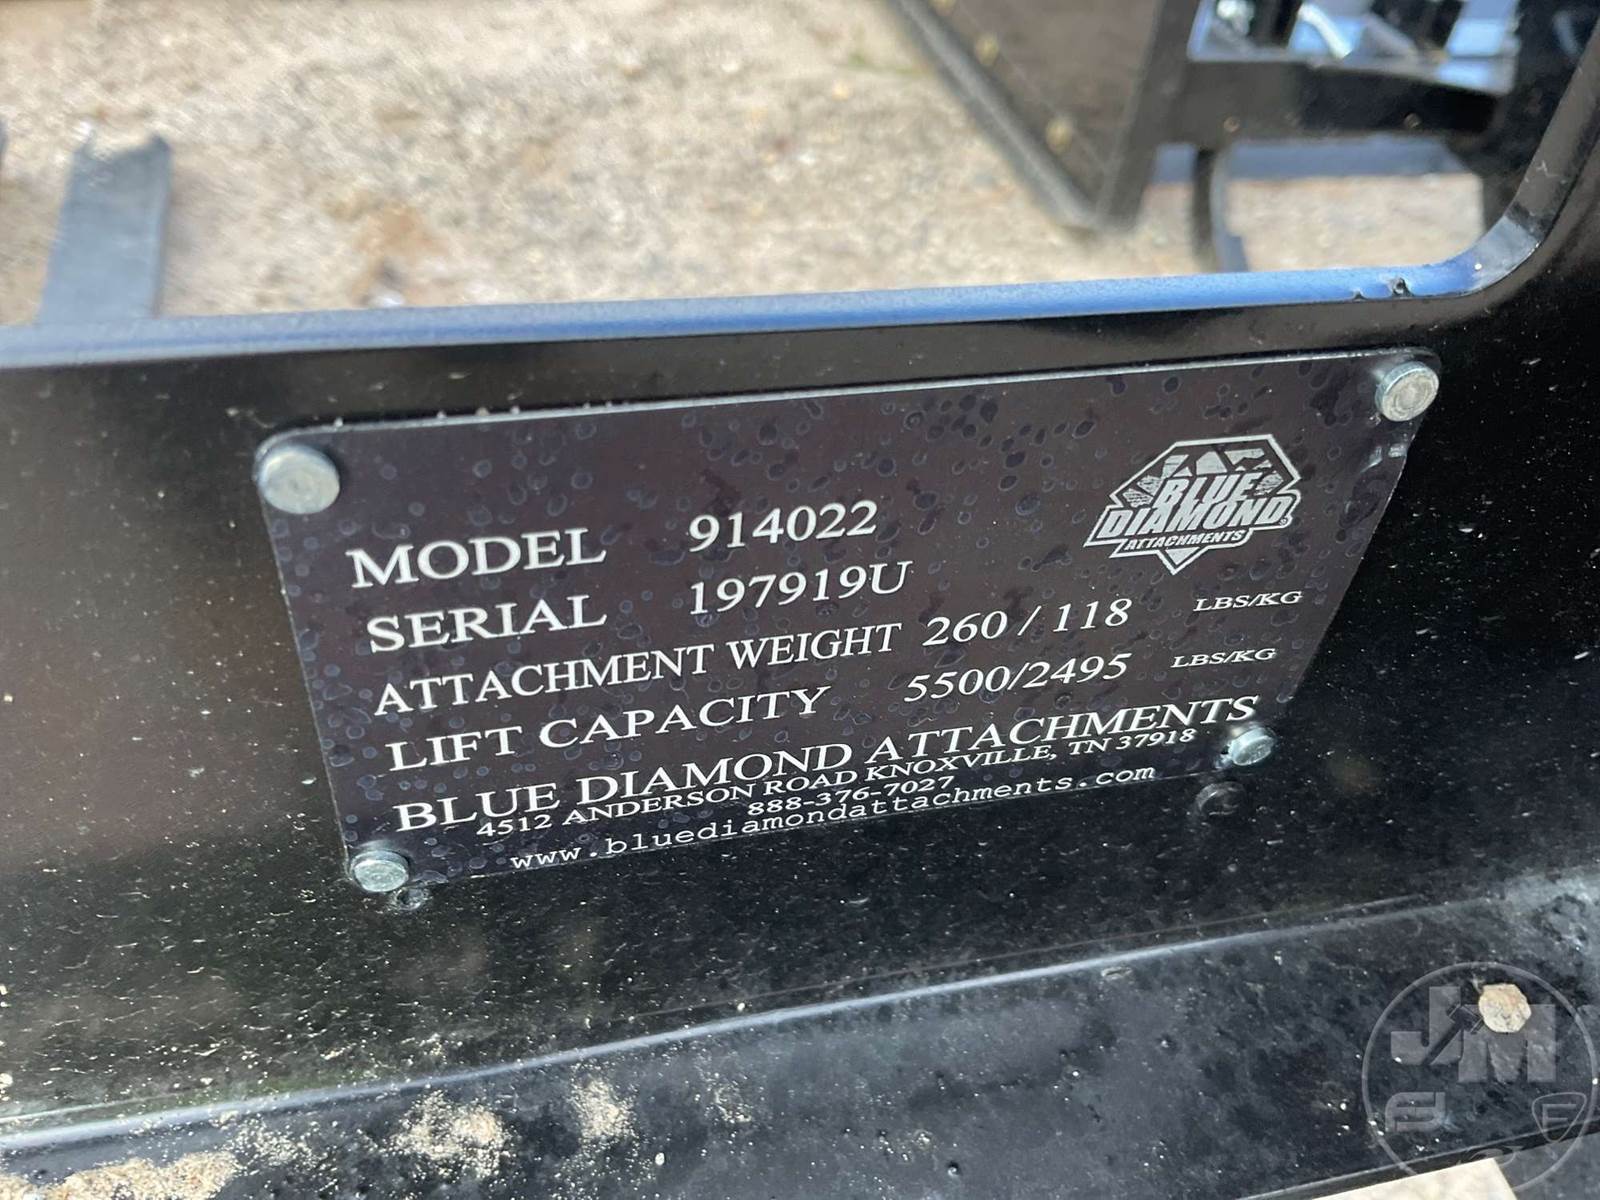 BLUE
DIAMOND
ATTACHMENTS
MODEL 914022
SERIAL 197919U
ATTACHMENT WEIGHT 260 / 118 LBS/KG
LIFT CAPACITY 5500/2495 LBS/KG
BLUE DIAMOND ATTACHMENTS
4512 ANDERSON ROAD KNOXVILLE, TN 37918
888-376-7027
www.bluediamondattachments.com
JM